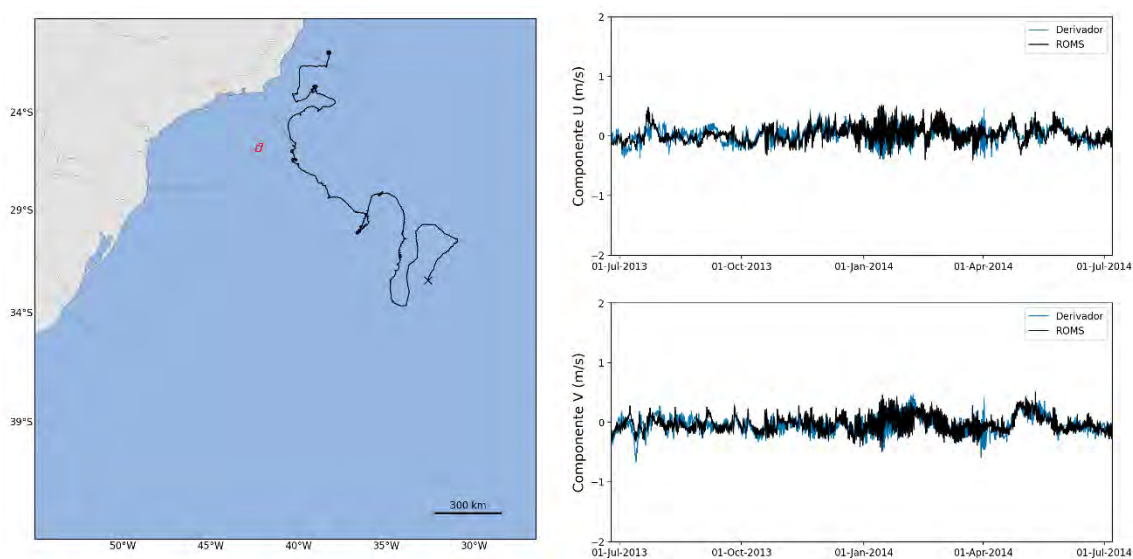 24°S
29°S
34°S
39°S
50°W
45°W
40°W
35°W
30°W
300 km
Componente U (m/s)
2
1
0
−1
−2
Derivador
ROMS
01-Jul-2013
01-Oct-2013
01-Jan-2014
01-Apr-2014
01-Jul-2014
Componente V (m/s)
2
1
0
−1
−2
Derivador
ROMS
01-Jul-2013
01-Oct-2013
01-Jan-2014
01-Apr-2014
01-Jul-2014